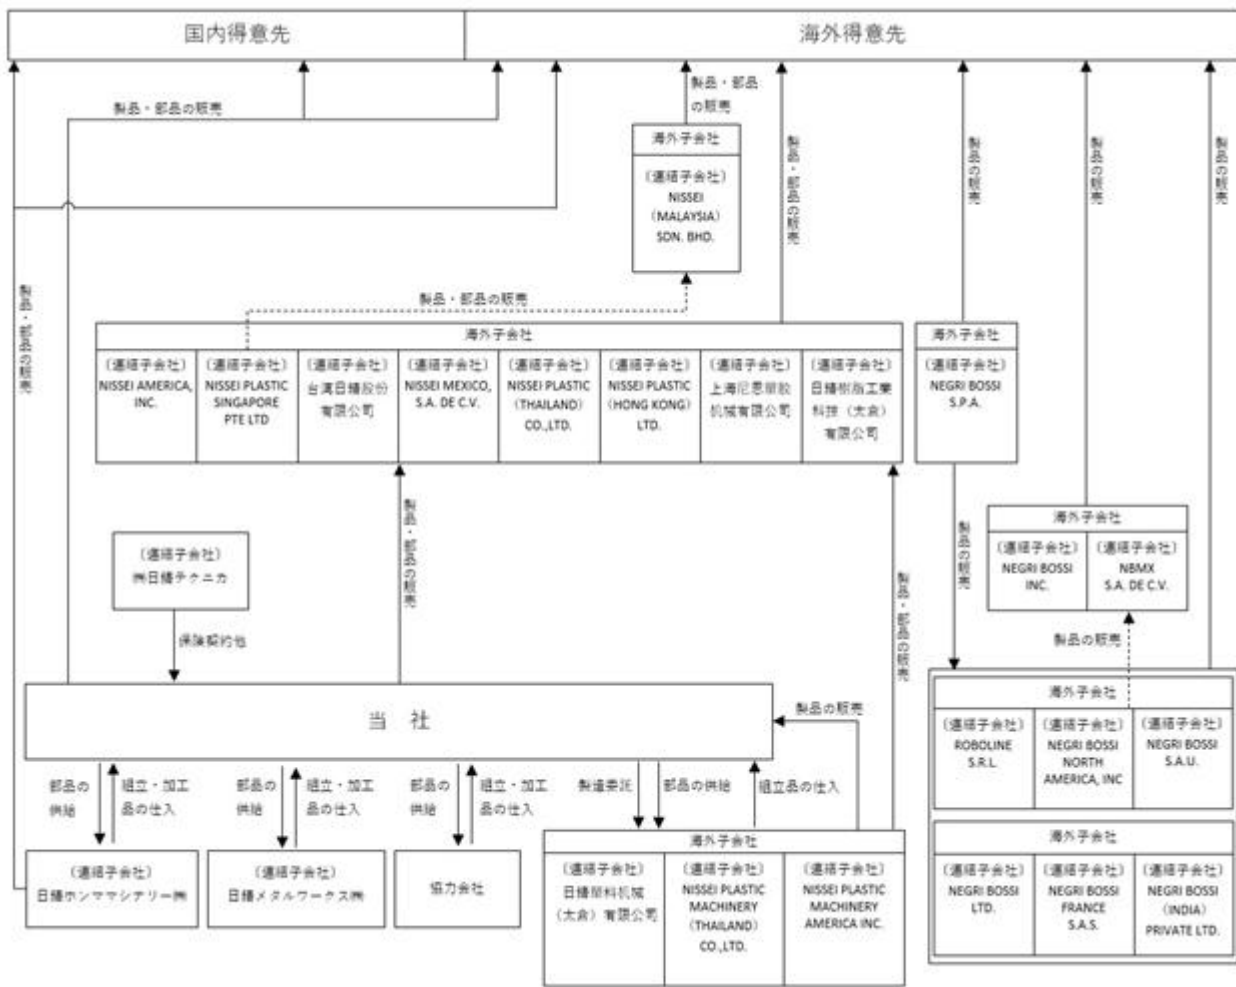 国内得意先
海外得意先
製品・部品の販売
製品・部品
の販売
海外子会社
(連結子会社)
NISSEI
(MALAYSIA)
SDN. BHD.
製品・部品の販売
製品の販売
製品の販売
製品の販売
製品・部品の販売
製品・部品の販売
海外子会社
(連結子会社)
NISSEI AMERICA,
INC.
(連結子会社)
NISSEI PLASTIC
SINGAPORE
PTE LTD
(連結子会社)
台湾日精股份
有限公司
(連結子会社)
NISSEI MEXICO,
S.A. DE C.V.
(連結子会社)
NISSEI PLASTIC
(THAILAND)
CO.,LTD.
(連結子会社)
NISSEI PLASTIC
(HONG KONG)
LTD.
(連結子会社)
上海尼思塑胶
机械有限公司
(連結子会社)
日精樹脂工業
科技(太倉)
有限公司
海外子会社
(連結子会社)
NEGRI BOSSI
S.P.A.
製品・部品の販売
製品の販売
海外子会社
(連結子会社)
NEGRI BOSSI
INC.
(連結子会社)
NBMX
S.A. DE C.V.
(連結子会社)
㈱日精テクニカ
保険契約他
製品・部品の販売
製品の販売
当 社
製品の販売
海外子会社
(連結子会社)
ROBOLINE
S.R.L.
(連結子会社)
NEGRI BOSSI
NORTH
AMERICA, INC
(連結子会社)
NEGRI BOSSI
S.A.U.
海外子会社
(連結子会社)
NEGRI BOSSI
LTD.
(連結子会社)
NEGRI BOSSI
FRANCE
S.A.S.
(連結子会社)
NEGRI BOSSI
(INDIA)
PRIVATE LTD.
部品の
供給
組立・加工
品の仕入
部品の
供給
組立・加工
品の仕入
部品の
供給
組立・加工
品の仕入
製造委託
部品の供給
組立品の仕入
(連結子会社)
日精ホンママシナリー㈱
(連結子会社)
日精メタルワークス㈱
協力会社
海外子会社
(連結子会社)
日精塑料机械
(太倉)有限公司
(連結子会社)
NISSEI PLASTIC
MACHINERY
(THAILAND)
CO.,LTD.
(連結子会社)
NISSEI PLASTIC
MACHINERY
AMERICA INC.